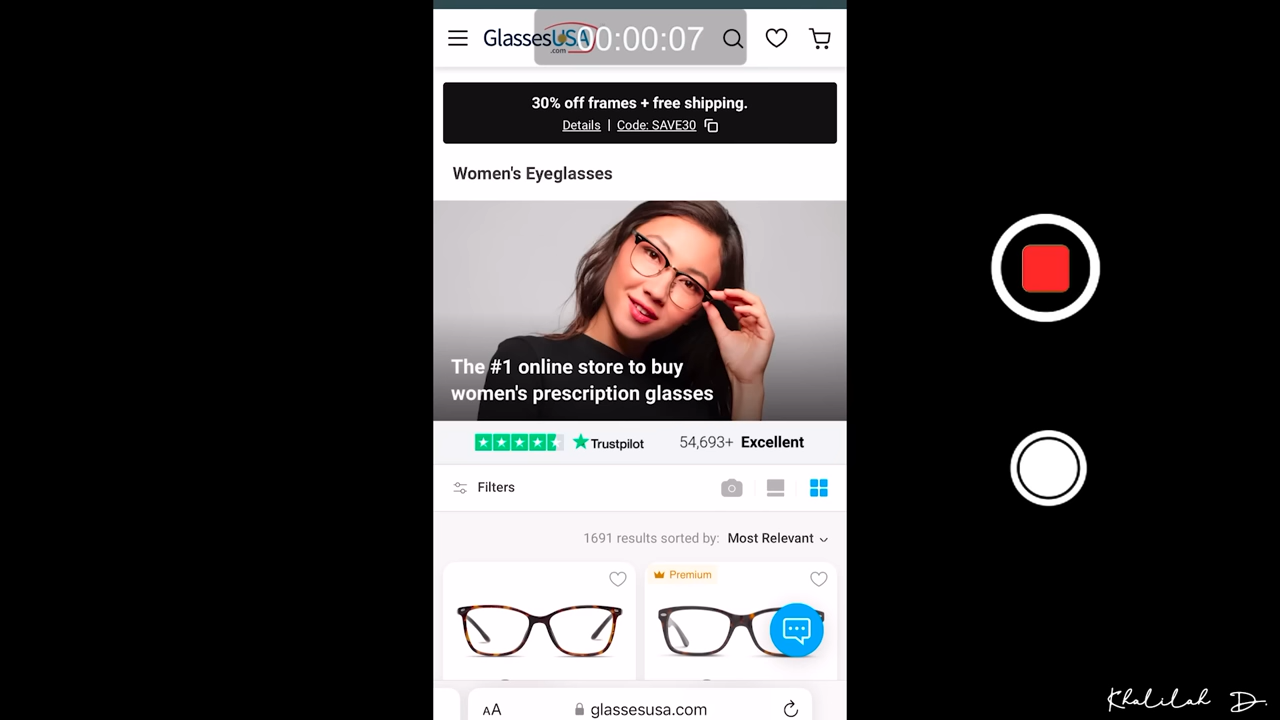 GlassesUSA
.com
00:00:07
30% off frames + free shipping.
Details | Code: SAVE30
Women's Eyeglasses
The #1 online store to buy
women's prescription glasses
Trustpilot 54,693+ Excellent
Filters
1691 results sorted by: Most Relevant
Premium
AA glassesusa.com
Khalilah D.